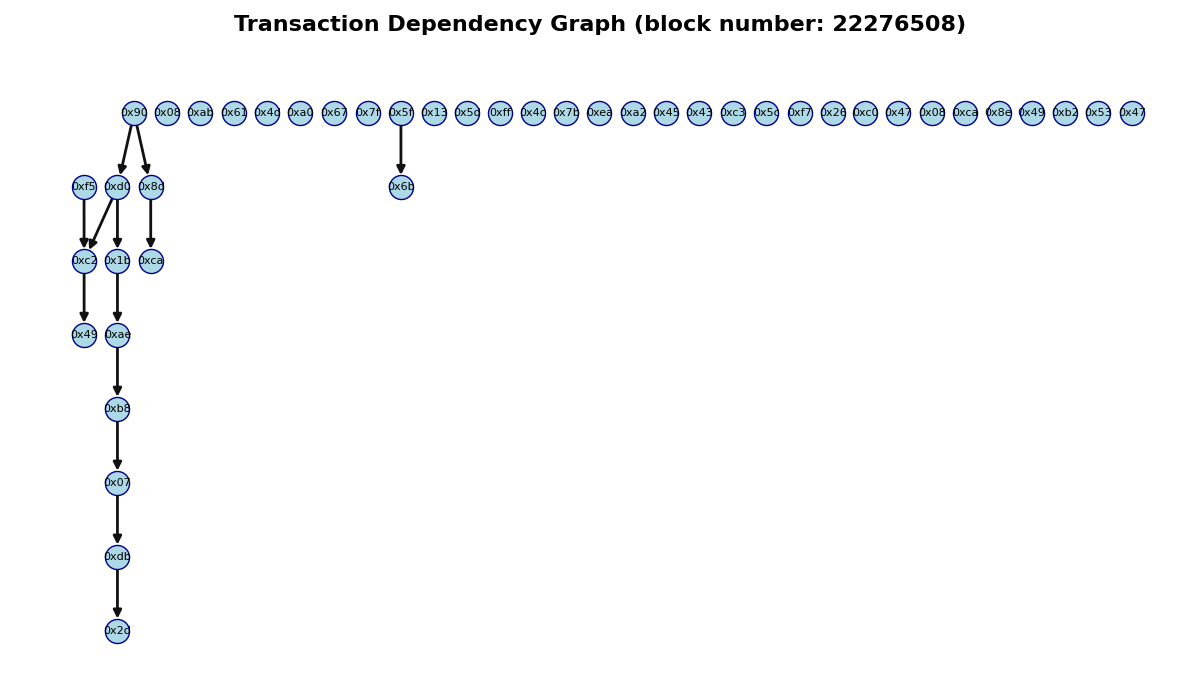 Transaction Dependency Graph (block number: 22276508)
0x90 0x08 0xab 0x61 0x4d 0xa0 0x67 0x7f 0x5f 0x13 0x5d 0xff 0x4c 0x7b 0xea 0xa2 0x45 0x43 0xc3 0x5c 0xf7 0x26 0xc0 0x47 0x08 0xca 0x8e 0x49 0xb2 0x53 0x47
0xf5 0xd0 0x8d 0x6b
0xc2 0x1b 0xca
0x49 0xae
0xb8
0x07
0xdb
0x2d